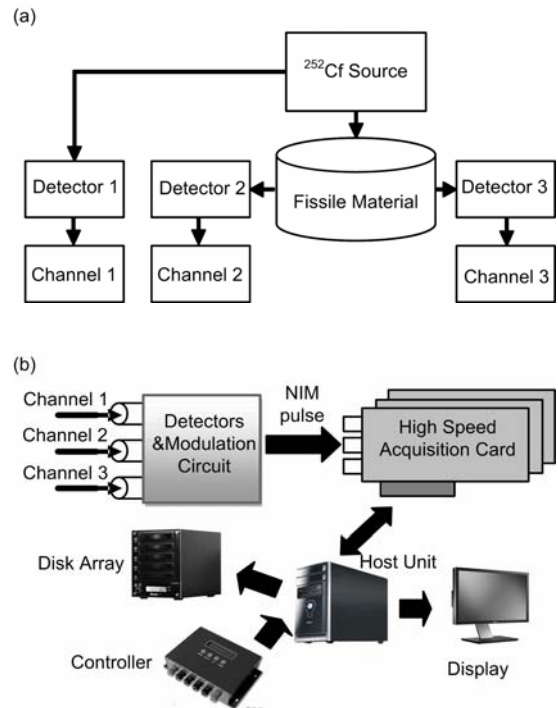 (a)
²⁵²Cf Source
Detector 1
Detector 2
Fissile Material
Detector 3
Channel 1
Channel 2
Channel 3
(b)
Channel 1
Channel 2
Channel 3
Detectors
&Modulation
Circuit
NIM
pulse
High Speed
Acquisition Card
Disk Array
Host Unit
Controller
Display